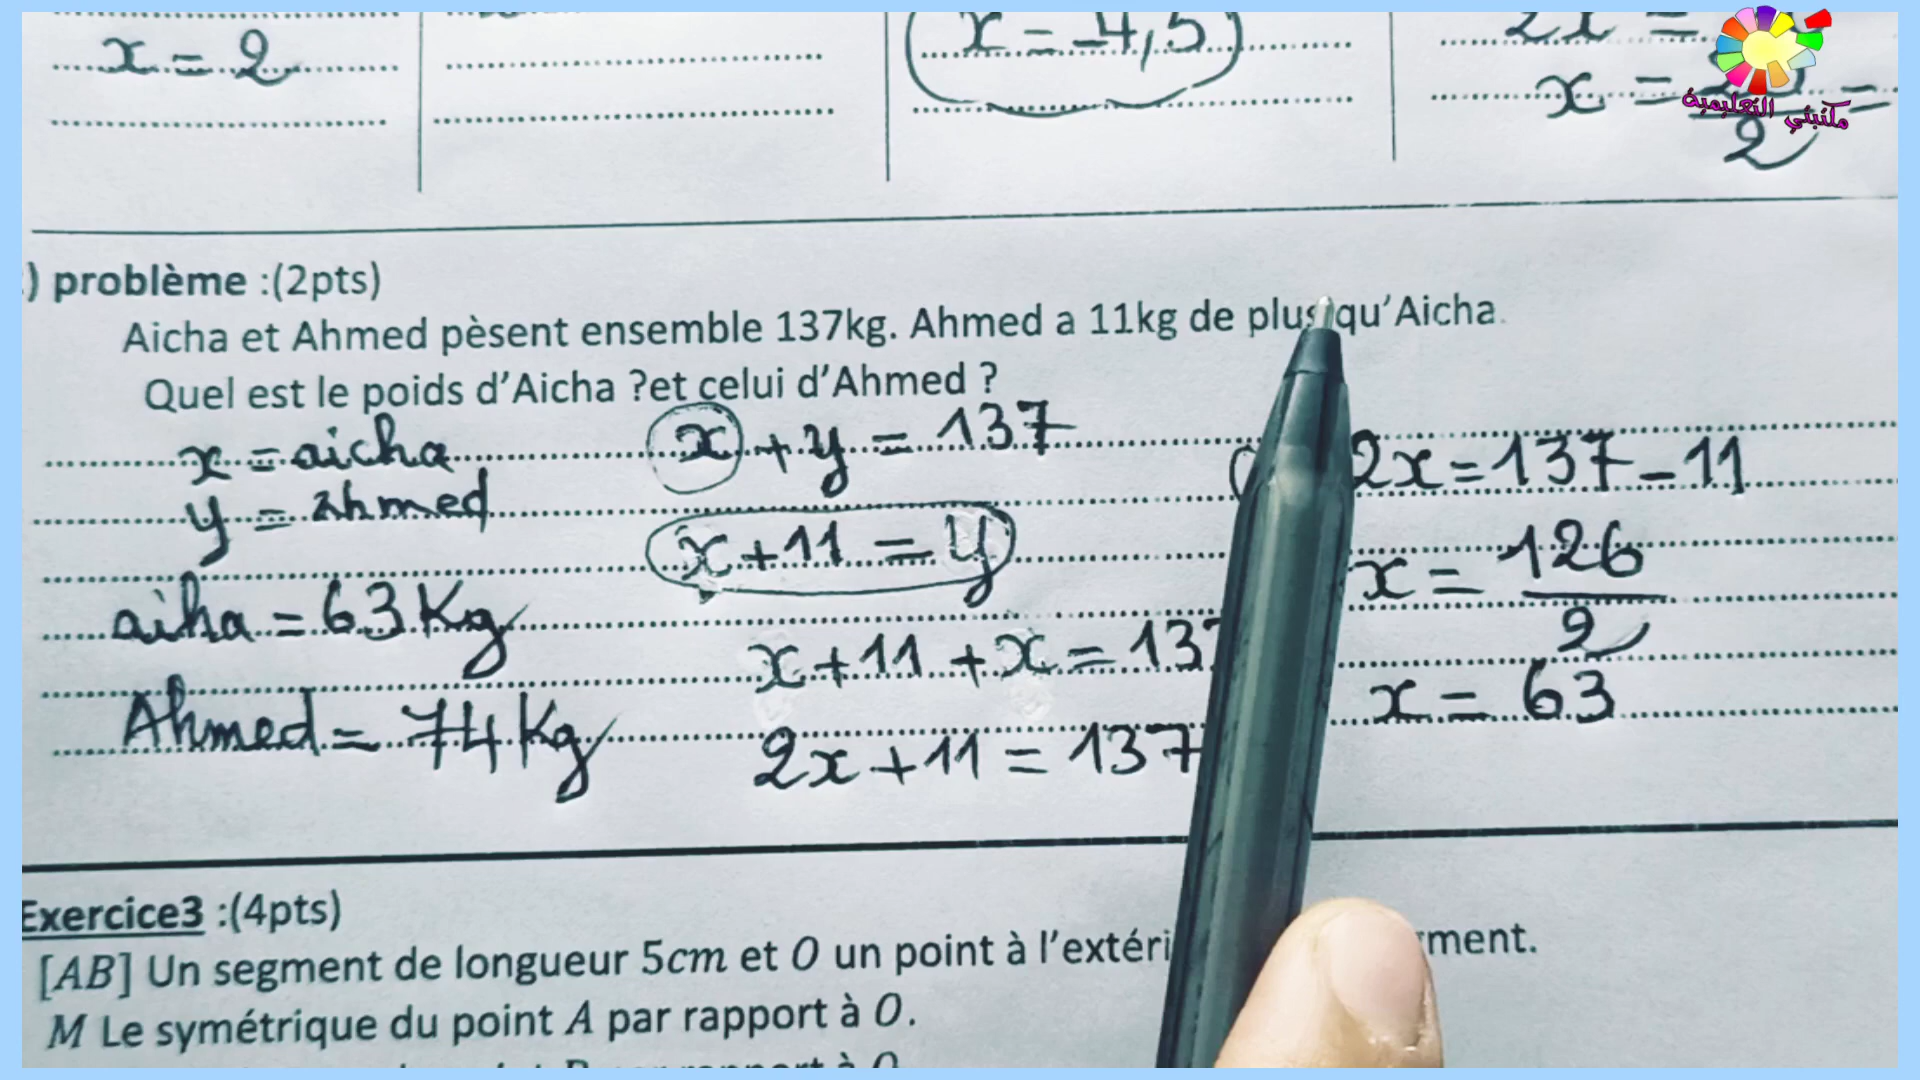 x = 2
x = -4,5
x =
2
مكتبتي التعليمية
) problème :(2pts)
Aicha et Ahmed pèsent ensemble 137kg. Ahmed a 11kg de plus qu'Aicha.
Quel est le poids d'Aicha ?et celui d'Ahmed ?
x = aicha
y = Ahmed
aiha = 63 Kg
Ahmed = 74 Kg
x + y = 137
x + 11 = y
x + 11 + x = 137
2x + 11 = 137
2x = 137 - 11
x = 126
2
x = 63
Exercice3 :(4pts)
[AB] Un segment de longueur 5cm et O un point à l'extéri
M Le symétrique du point A par rapport à O.